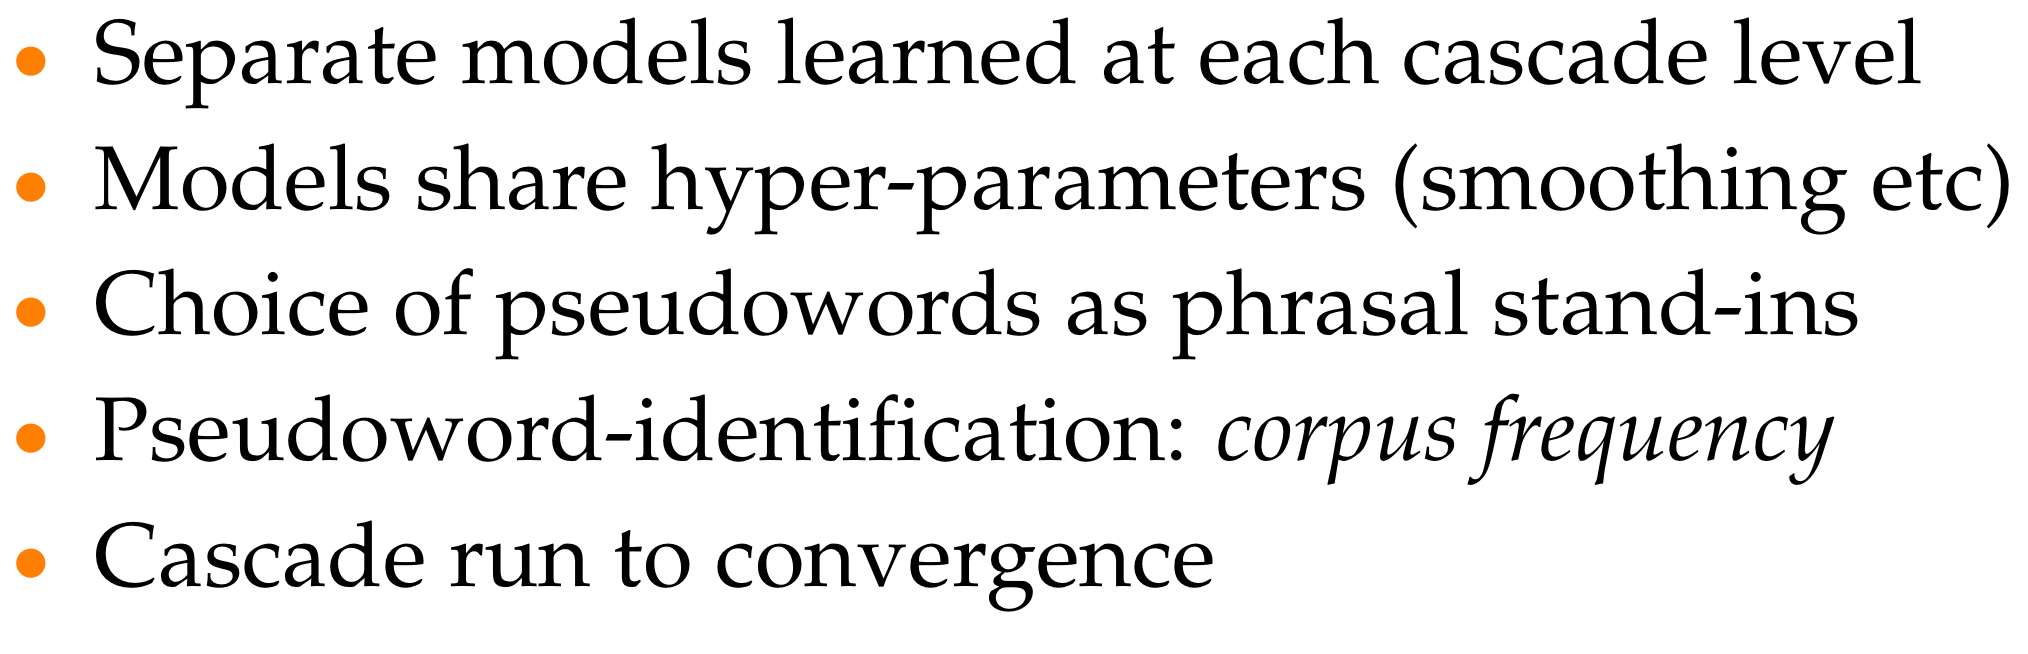 • Separate models learned at each cascade level
• Models share hyper-parameters (smoothing etc)
• Choice of pseudowords as phrasal stand-ins
• Pseudoword-identification: corpus frequency
• Cascade run to convergence